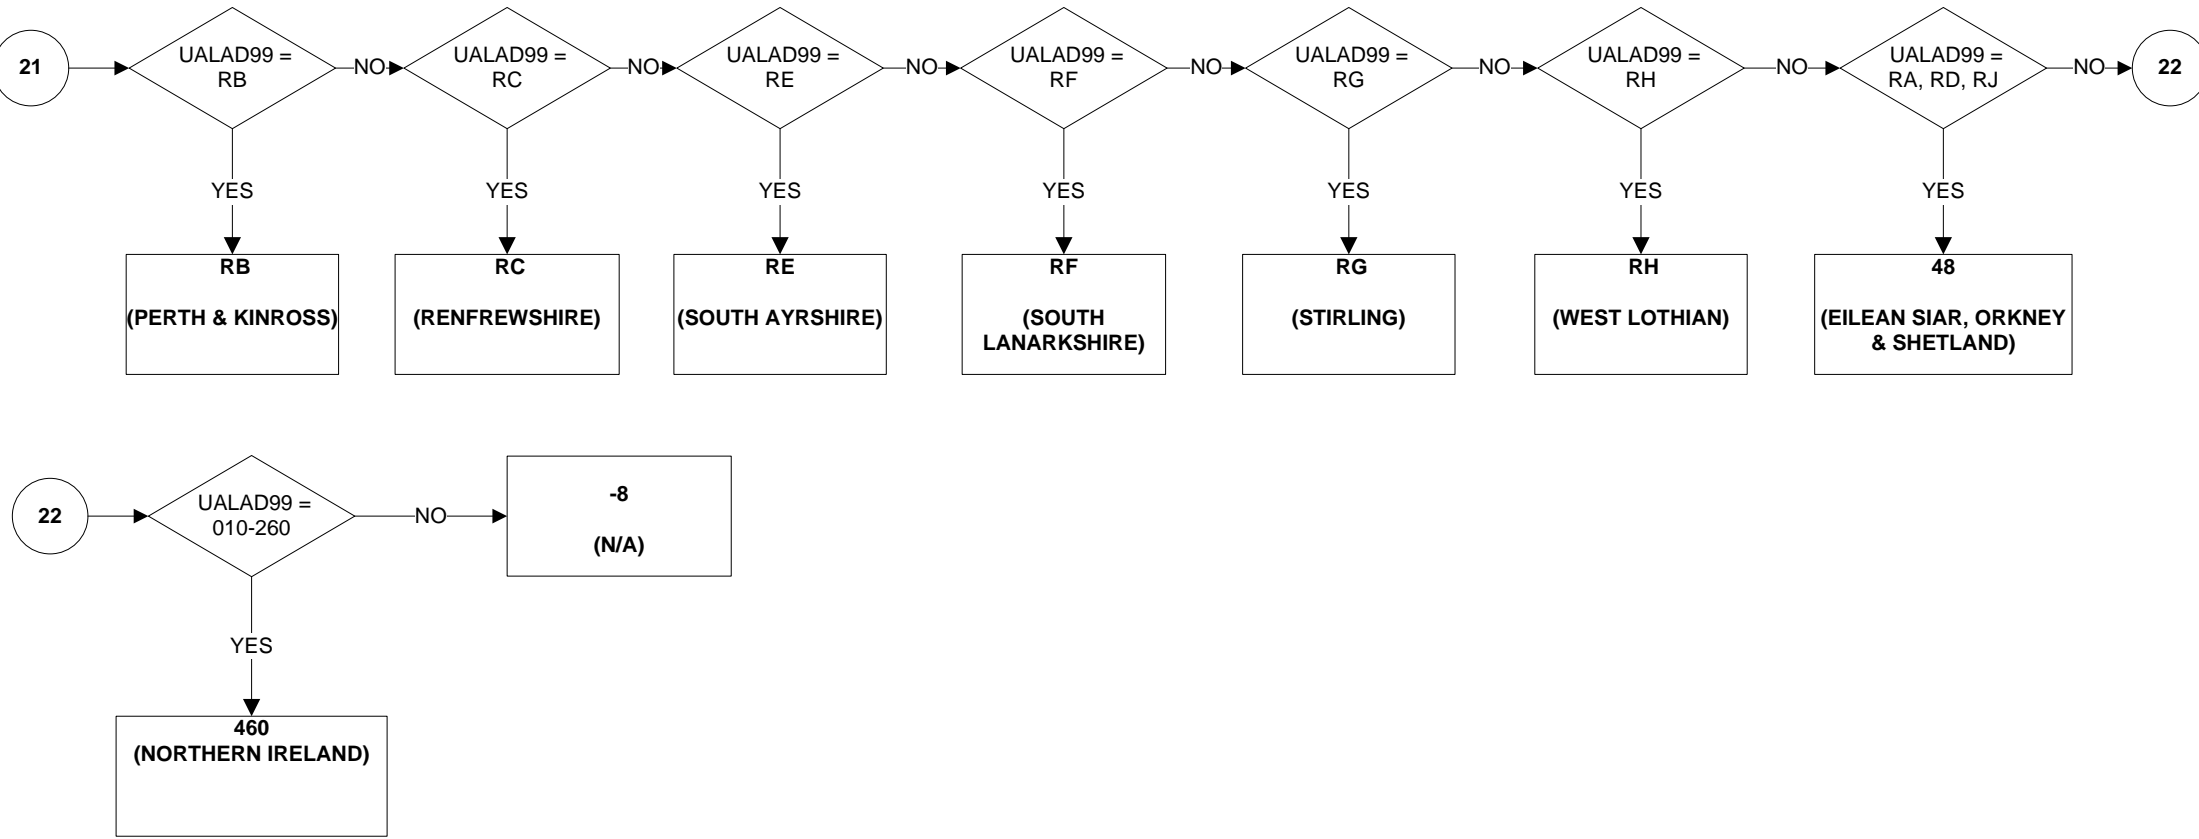 21
UALAD99 =
RB
NO
UALAD99 =
RC
NO
UALAD99 =
RE
NO
UALAD99 =
RF
NO
UALAD99 =
RG
NO
UALAD99 =
RH
NO
UALAD99 =
RA, RD, RJ
NO
22
YES
YES
YES
YES
YES
YES
YES
RB
(PERTH & KINROSS)
RC
(RENFREWSHIRE)
RE
(SOUTH AYRSHIRE)
RF
(SOUTH
LANARKSHIRE)
RG
(STIRLING)
RH
(WEST LOTHIAN)
48
(EILEAN SIAR, ORKNEY
& SHETLAND)
22
UALAD99 =
010-260
NO
-8
(N/A)
YES
460
(NORTHERN IRELAND)